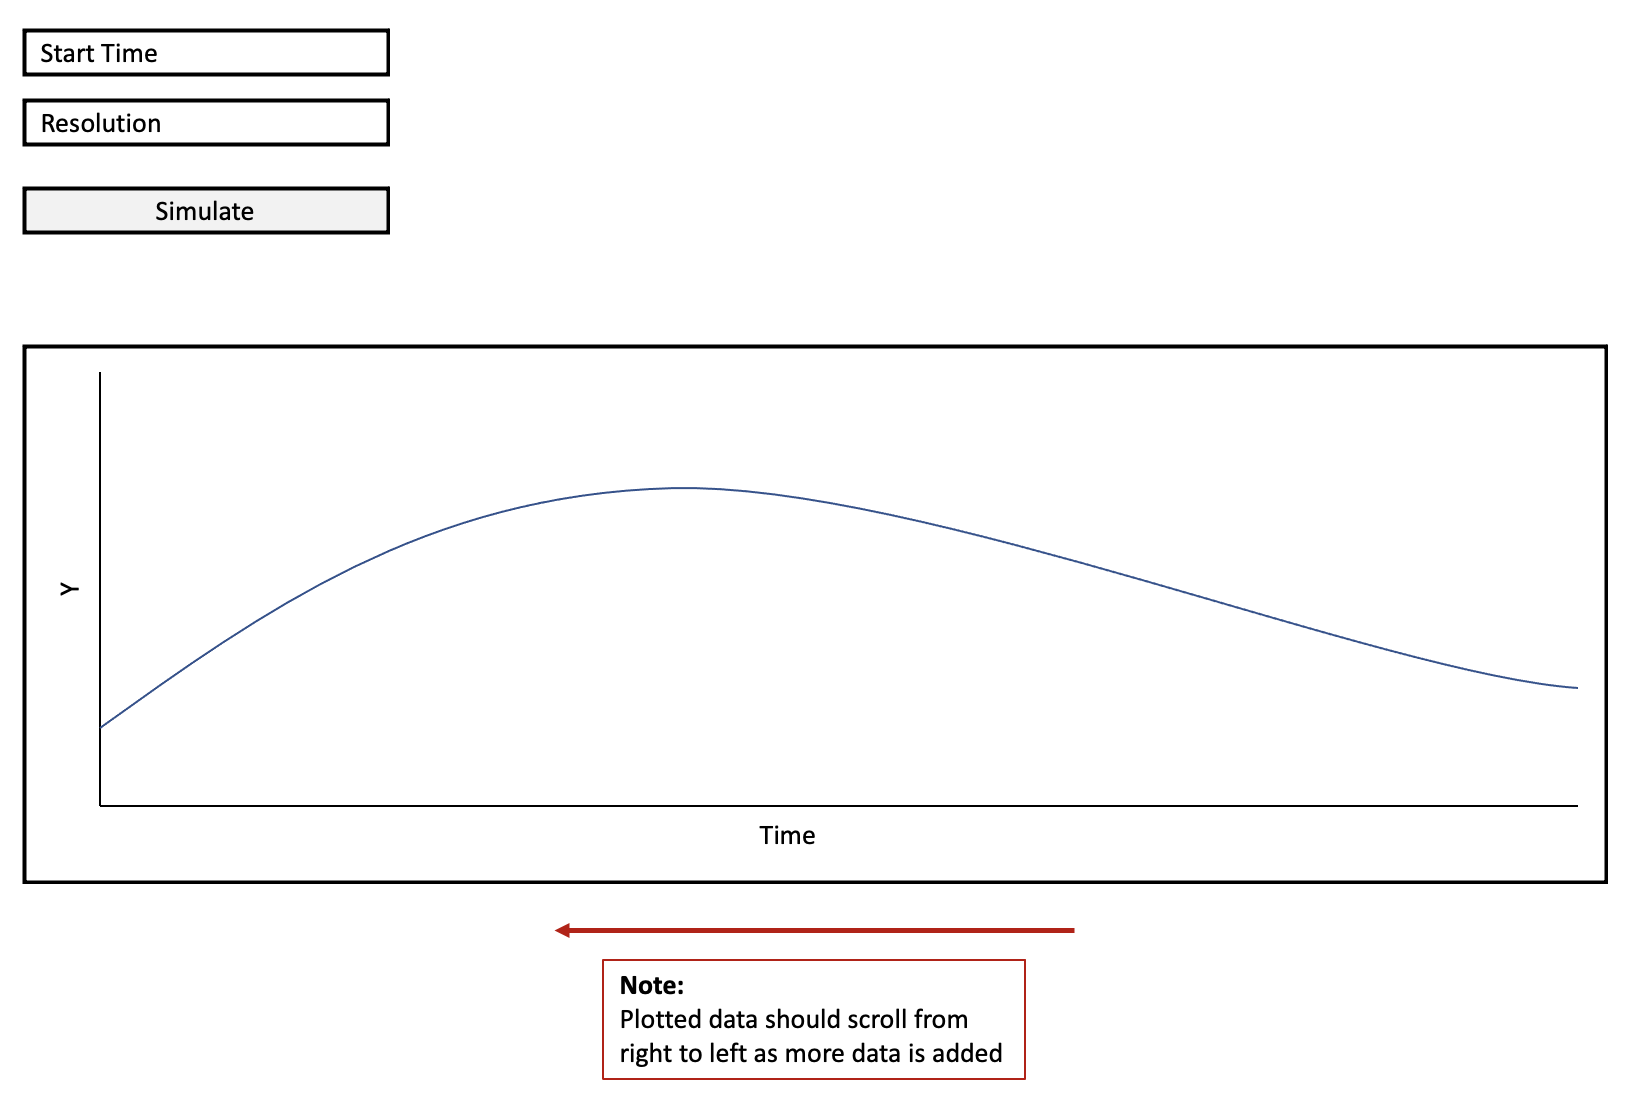 Start Time
Resolution
Simulate
Y
Time
Note:
Plotted data should scroll from
right to left as more data is added